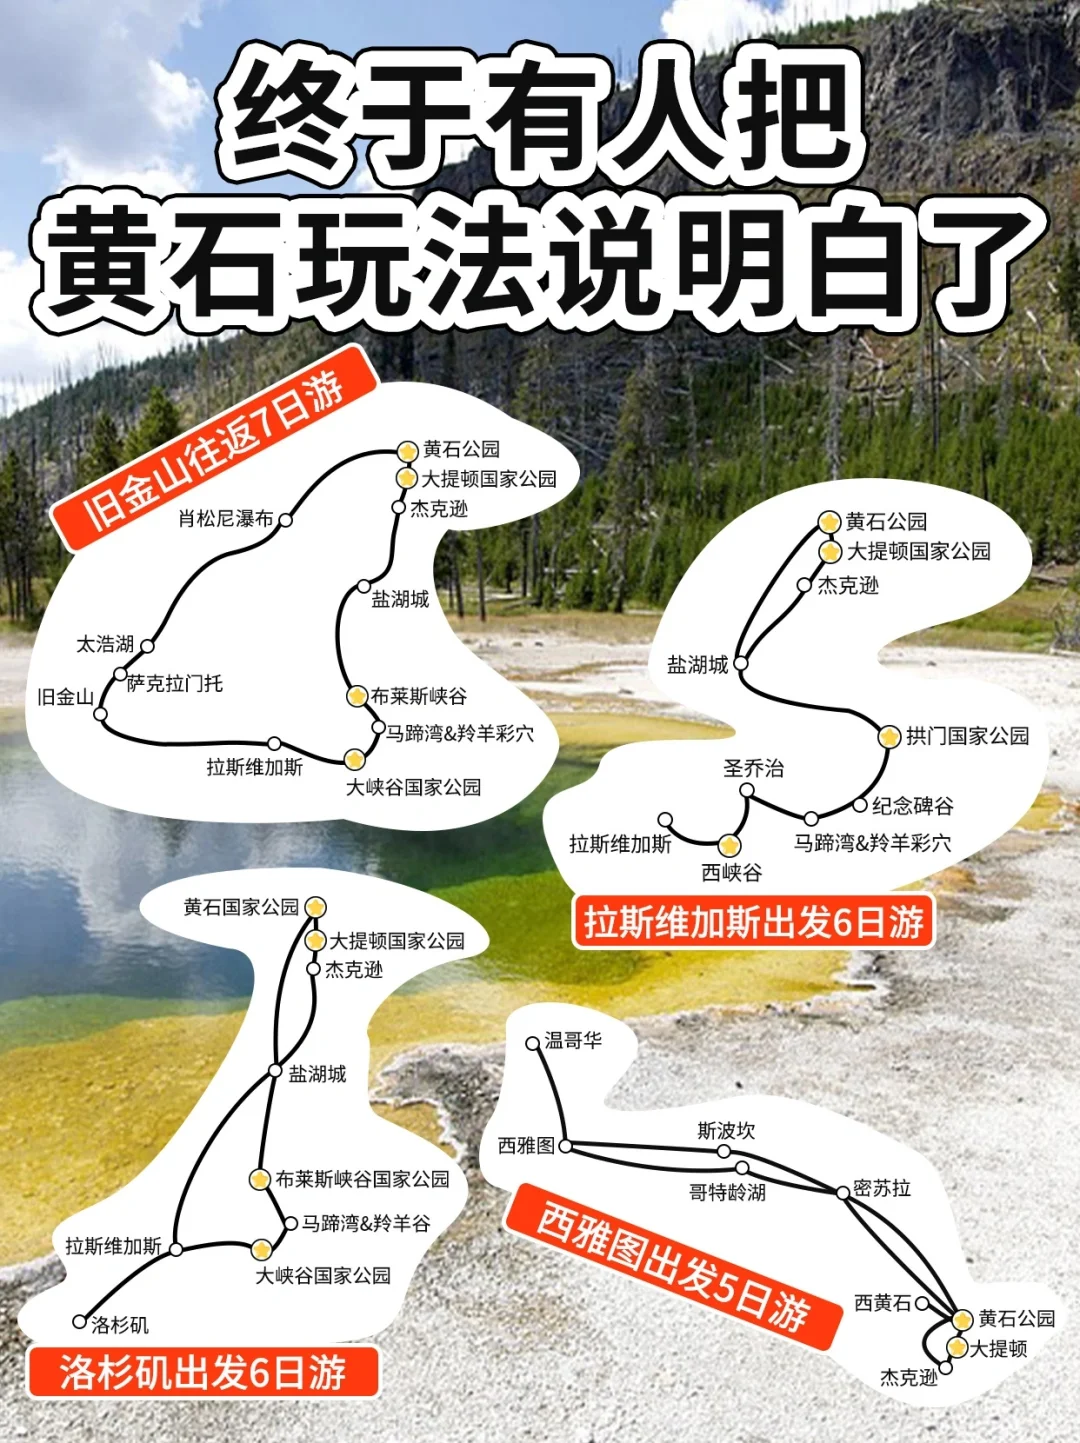 终于有人把
黄石玩法说明白了
旧金山往返7日游
黄石公园
大提顿国家公园
杰克逊
肖松尼瀑布
盐湖城
太浩湖
萨克拉门托
旧金山
布莱斯峡谷
马蹄湾&羚羊彩穴
拉斯维加斯
大峡谷国家公园
黄石公园
大提顿国家公园
杰克逊
盐湖城
拱门国家公园
圣乔治
纪念碑谷
拉斯维加斯
马蹄湾&羚羊彩穴
西峡谷
拉斯维加斯出发6日游
黄石国家公园
大提顿国家公园
杰克逊
盐湖城
布莱斯峡谷国家公园
马蹄湾&羚羊谷
拉斯维加斯
大峡谷国家公园
洛杉矶
洛杉矶出发6日游
温哥华
西雅图
斯波坎
哥特龄湖
密苏拉
西雅图出发5日游
西黄石
黄石公园
大提顿
杰克逊